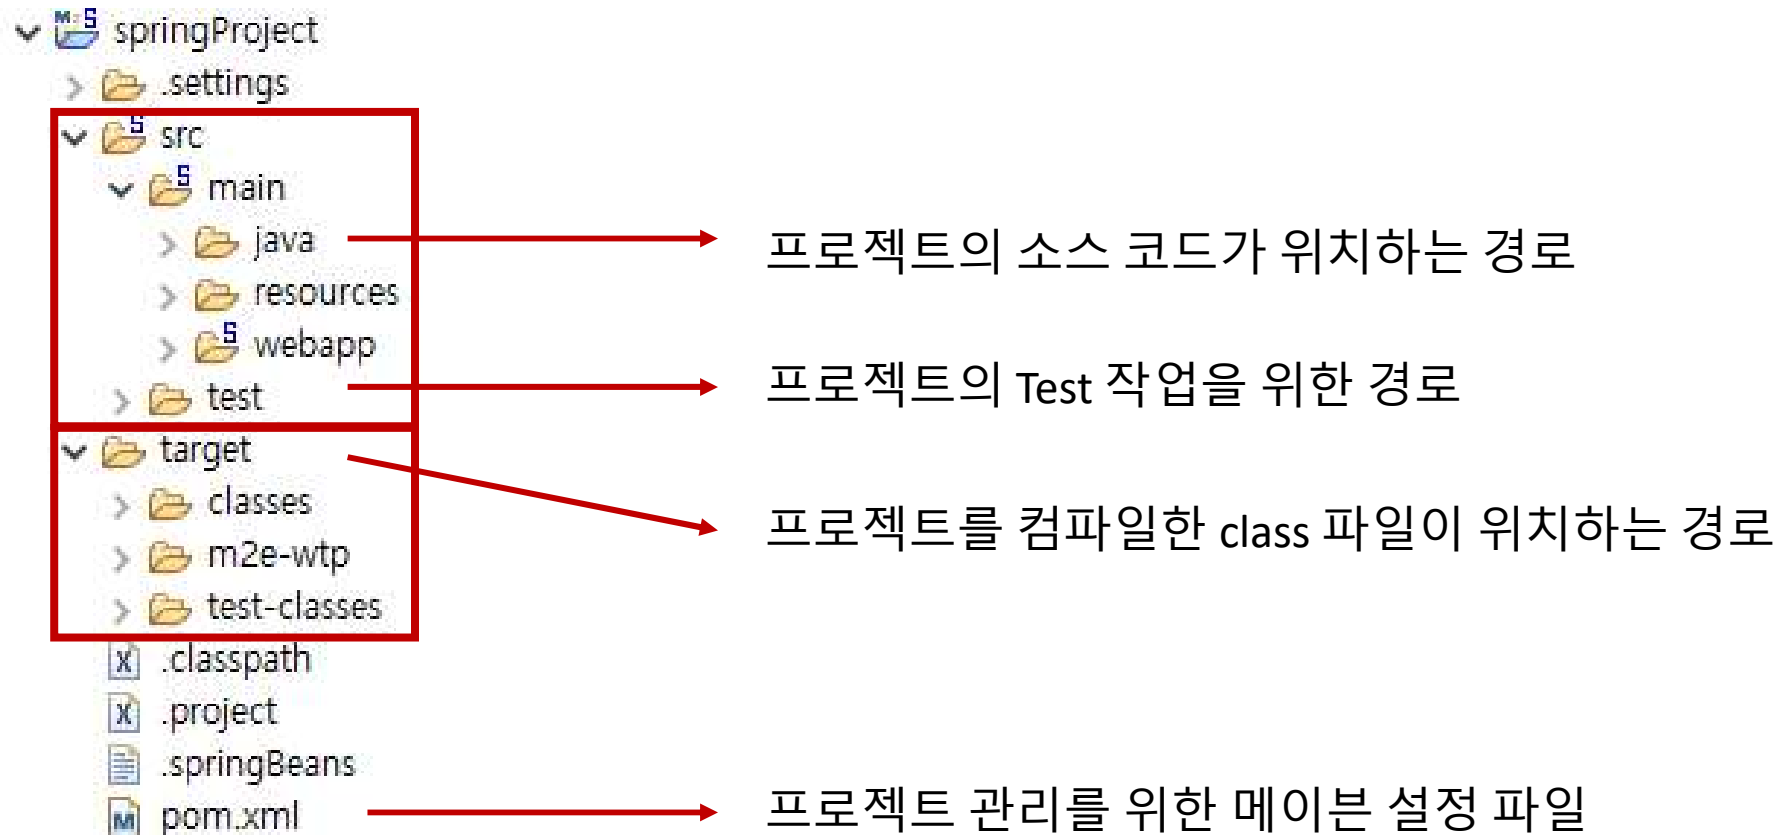 springProject
.settings
src
main
java
프로젝트의 소스 코드가 위치하는 경로
resources
webapp
test
프로젝트의 Test 작업을 위한 경로
target
classes
프로젝트를 컴파일한 class 파일이 위치하는 경로
m2e-wtp
test-classes
.classpath
.project
.springBeans
pom.xml
프로젝트 관리를 위한 메이븐 설정 파일